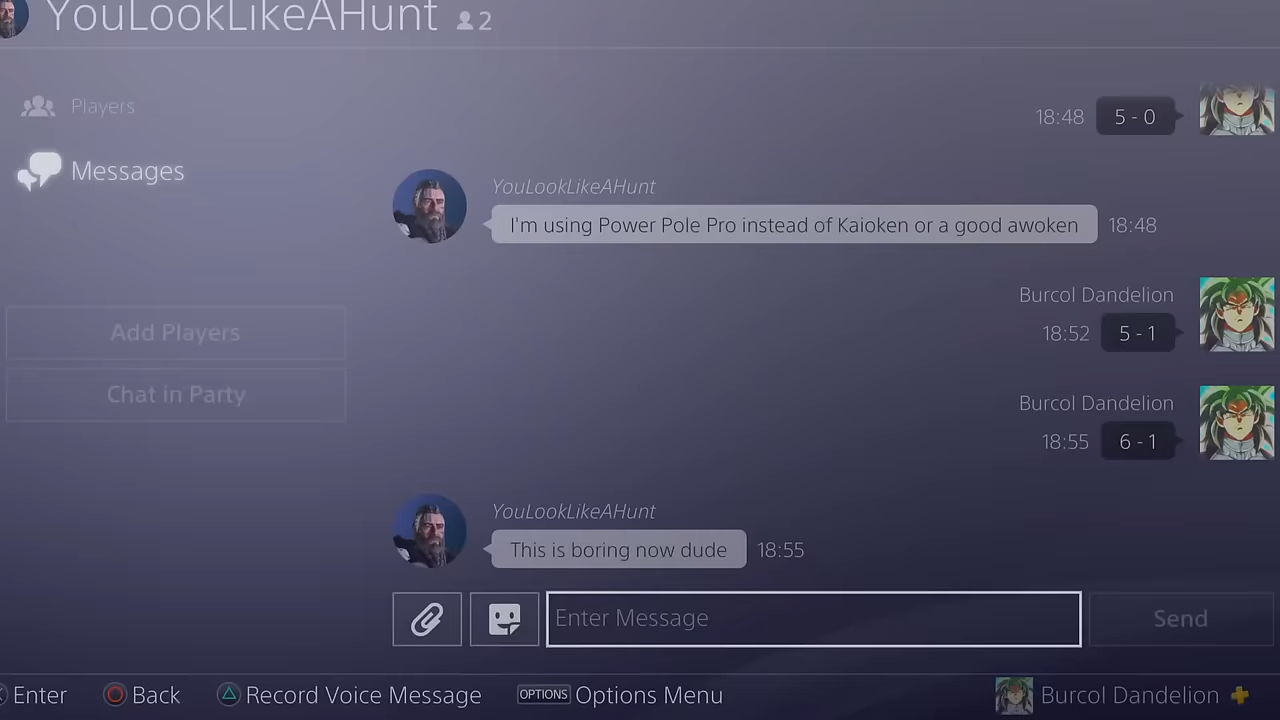 YouLookLikeAHunt 2
Players
Messages
Add Players
Chat in Party
18:48 5 - 0
YouLookLikeAHunt
I'm using Power Pole Pro instead of Kaioken or a good awoken 18:48
Burcol Dandelion
18:52 5 - 1
Burcol Dandelion
18:55 6 - 1
YouLookLikeAHunt
This is boring now dude 18:55
Enter Message
Send
Enter Back Record Voice Message OPTIONS Options Menu Burcol Dandelion